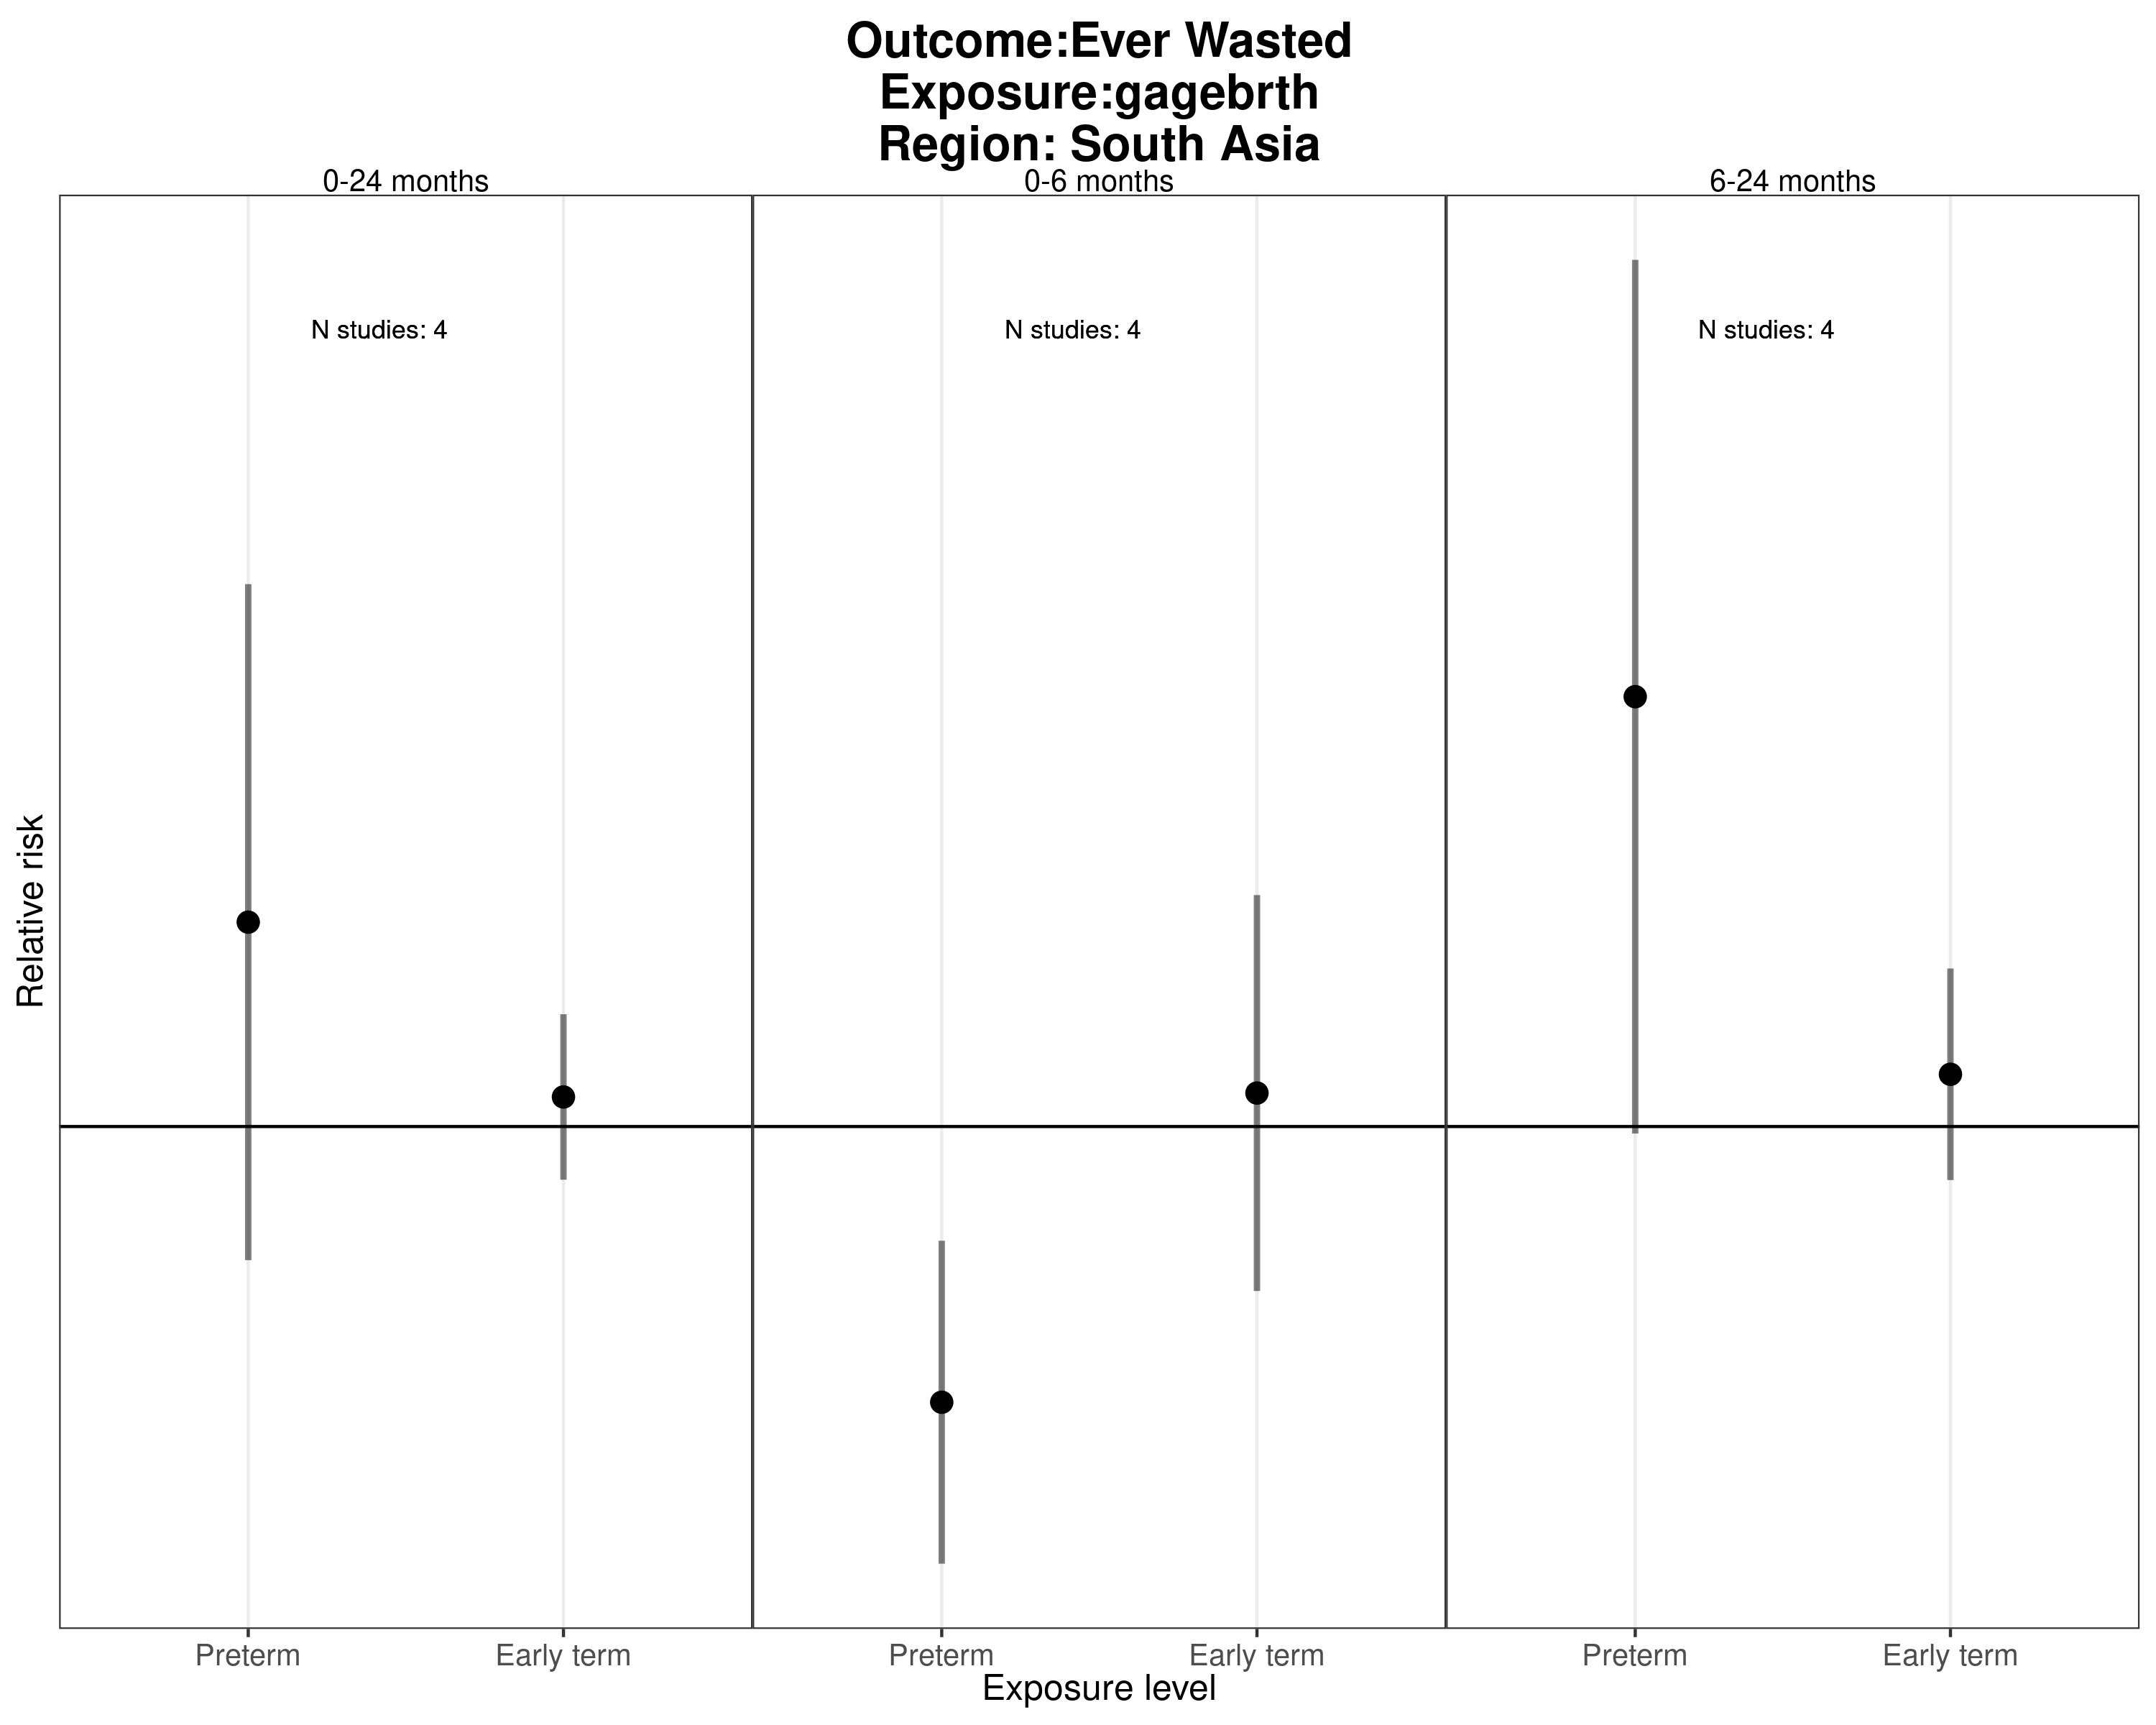 Outcome:Ever Wasted
Exposure:gagebrth
Region: South Asia
0-24 months
0-6 months
6-24 months
N studies: 4
N studies: 4
N studies: 4
Relative risk
Preterm
Early term
Preterm
Early term
Preterm
Early term
Exposure level